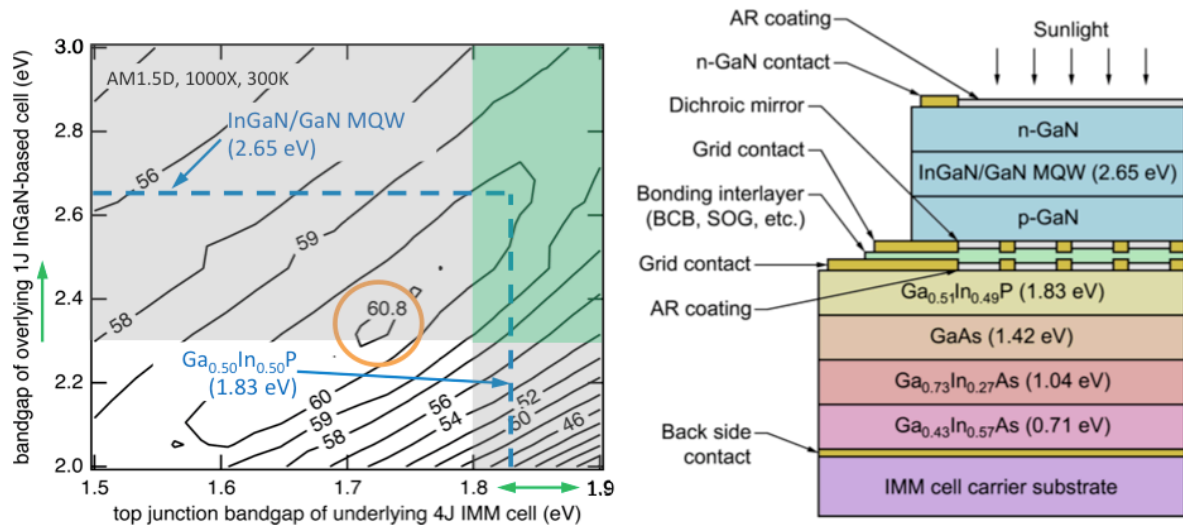 bandgap of overlying 1J InGaN-based cell (eV)
3.0
2.8
2.6
2.4
2.2
2.0
AM1.5D, 1000X, 300K
InGaN/GaN MQW
(2.65 eV)
56
59
58
60.8
Ga0.50In0.50P
(1.83 eV)
60
59
58
56
54
52
50
46
1.5
1.6
1.7
1.8
1.9
top junction bandgap of underlying 4J IMM cell (eV)
AR coating
n-GaN contact
Dichroic mirror
Grid contact
Bonding interlayer
(BCB, SOG, etc.)
Grid contact
AR coating
Back side
contact
Sunlight
n-GaN
InGaN/GaN MQW (2.65 eV)
p-GaN
Ga0.51In0.49P (1.83 eV)
GaAs (1.42 eV)
Ga0.73In0.27As (1.04 eV)
Ga0.43In0.57As (0.71 eV)
IMM cell carrier substrate